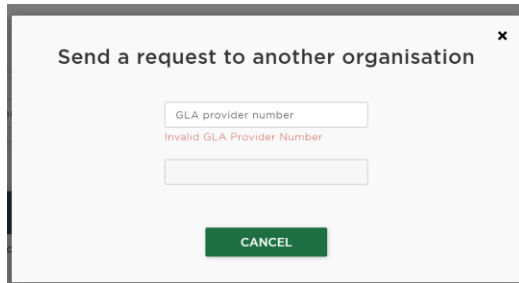 ×
Send a request to another organisation
GLA provider number
Invalid GLA Provider Number
CANCEL